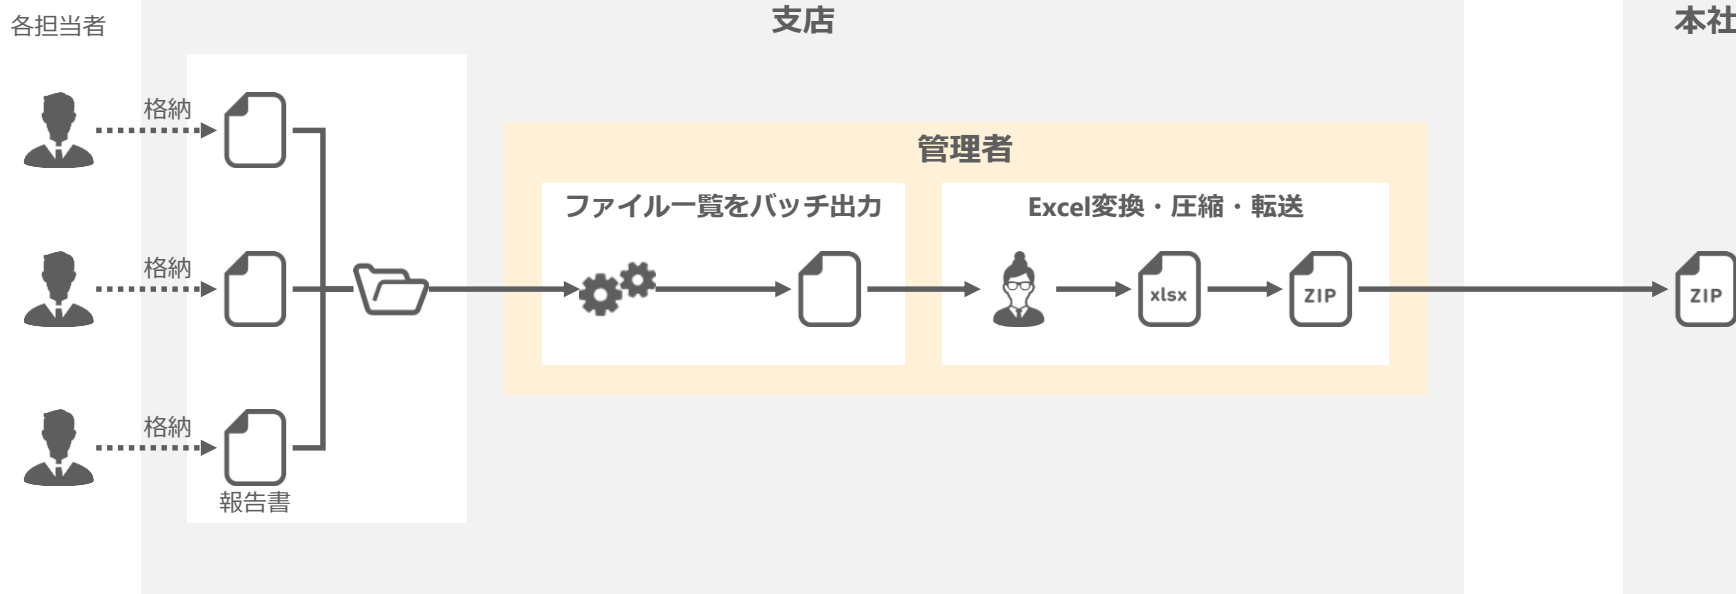 各担当者
支店
本社
格納
管理者
ファイル一覧をバッチ出力
Excel変換・圧縮・転送
格納
xlsx
ZIP
ZIP
格納
報告書